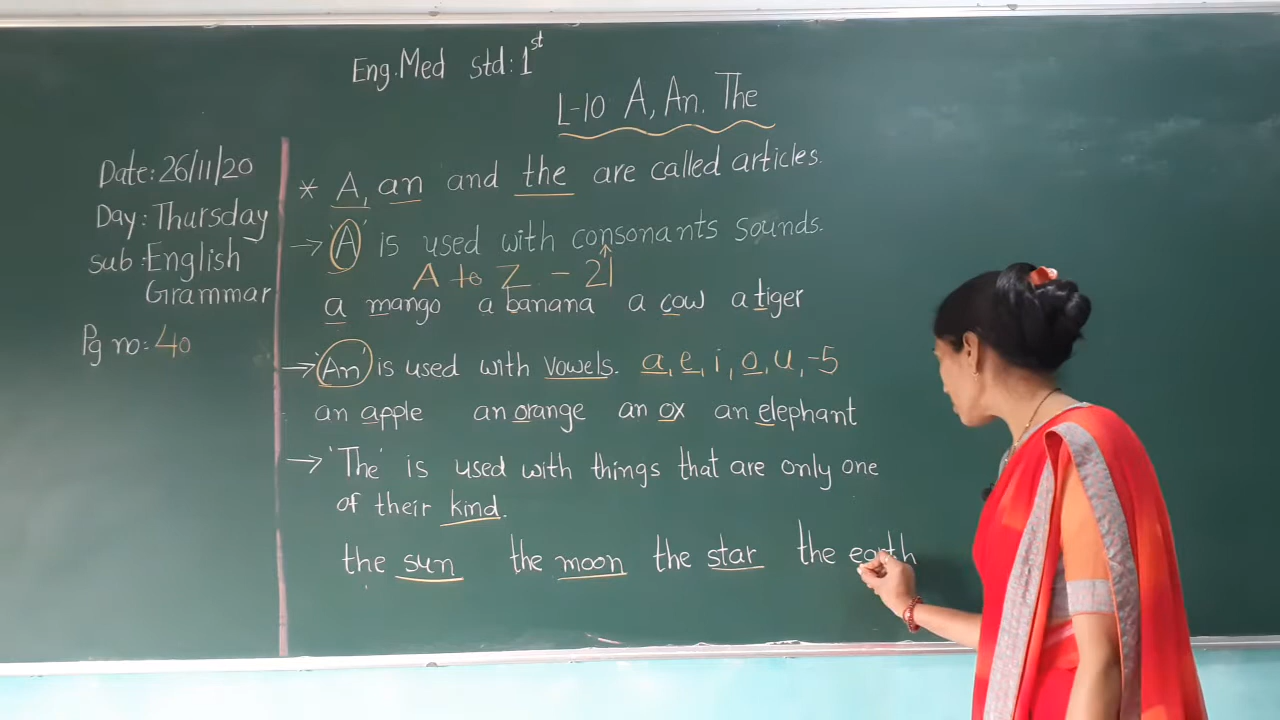 Eng.Med std:1st
L-10 A, An. The
Date: 26/11/20
Day: Thursday
sub: English
Grammar
Pg no:- 40
* A, an and the are called articles.
→ 'A' is used with consonants sounds.
A to Z - 21
a mango a banana a cow a tiger
→ 'An' is used with vowels. a, e, i, o, u, -5
an apple an orange an ox an elephant
→ 'The' is used with things that are only one
of their kind.
the sun the moon the star the earth